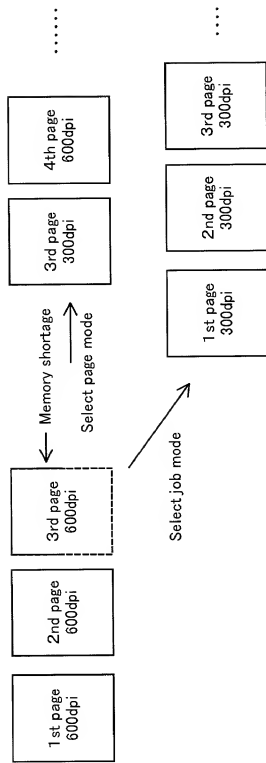 1st page
600dpi
2nd page
600dpi
3rd page
600dpi
Memory shortage
Select page mode
3rd page
300dpi
4th page
600dpi
......
Select job mode
1st page
300dpi
2nd page
300dpi
3rd page
300dpi
....